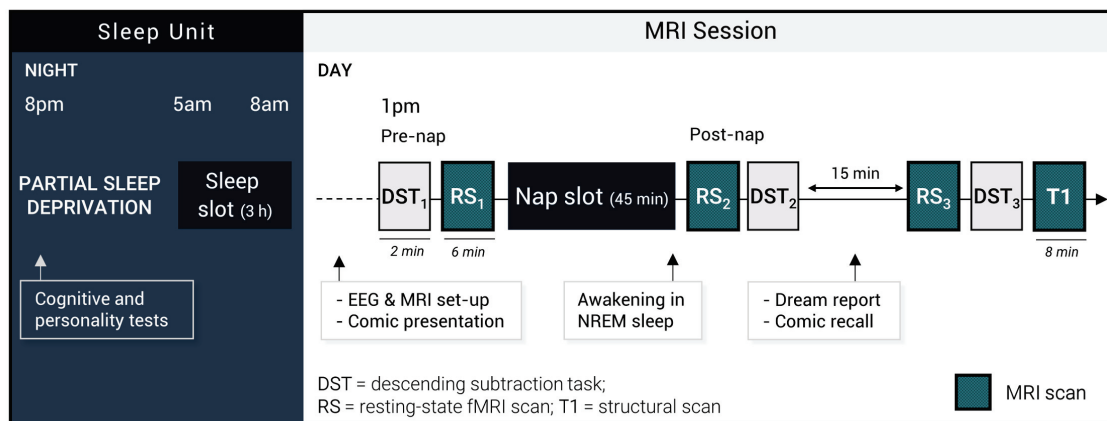 Sleep Unit
MRI Session
NIGHT
8pm 5am 8am
PARTIAL SLEEP
DEPRIVATION
Sleep
slot (3 h)
Cognitive and
personality tests
DAY
1pm
Pre-nap
Post-nap
DST₁
RS₁
Nap slot (45 min)
RS₂
DST₂
15 min
RS₃
DST₃
T1
2 min
6 min
8 min
- EEG & MRI set-up
- Comic presentation
Awakening in
NREM sleep
- Dream report
- Comic recall
DST = descending subtraction task;
RS = resting-state fMRI scan; T1 = structural scan
MRI scan